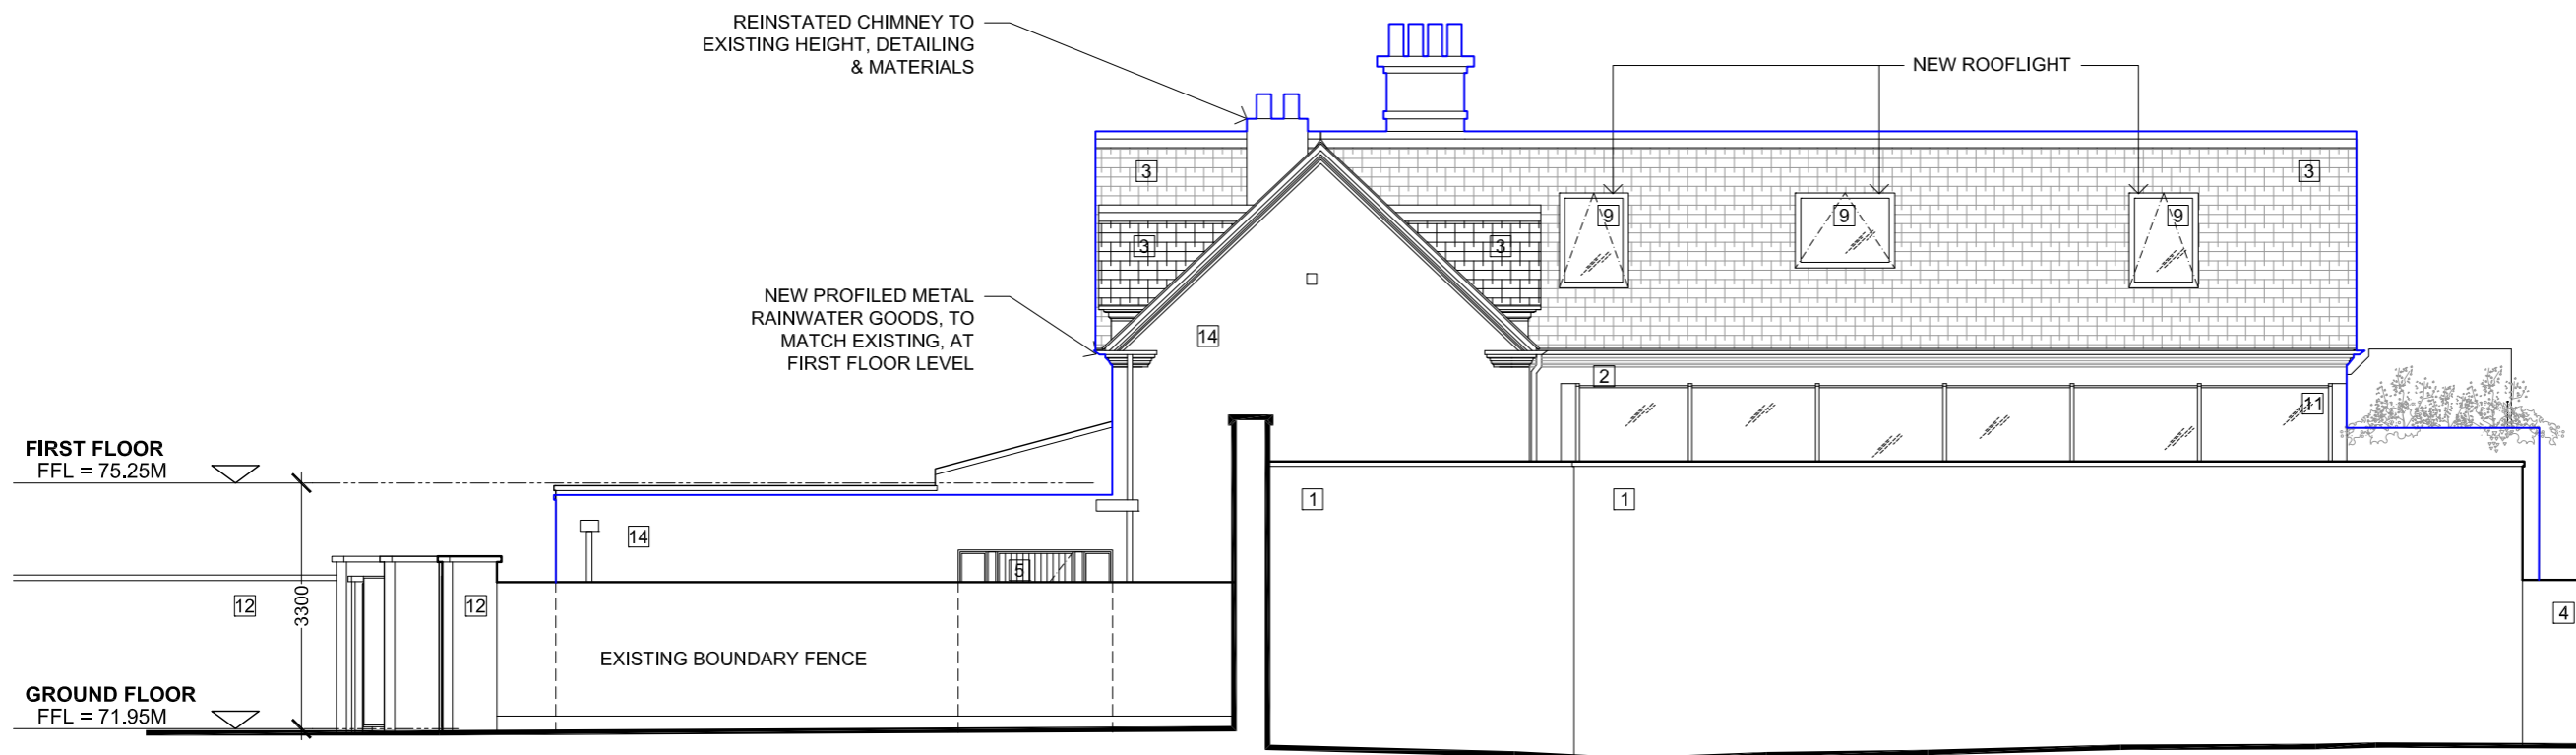 REINSTATED CHIMNEY TO
EXISTING HEIGHT, DETAILING
& MATERIALS
NEW ROOFLIGHT
3
3
9
9
9
3
3
NEW PROFILED METAL
RAINWATER GOODS, TO
MATCH EXISTING, AT
FIRST FLOOR LEVEL
14
2
11
FIRST FLOOR
FFL = 75.25M
1
1
14
5
12
3300
12
4
EXISTING BOUNDARY FENCE
GROUND FLOOR
FFL = 71.95M